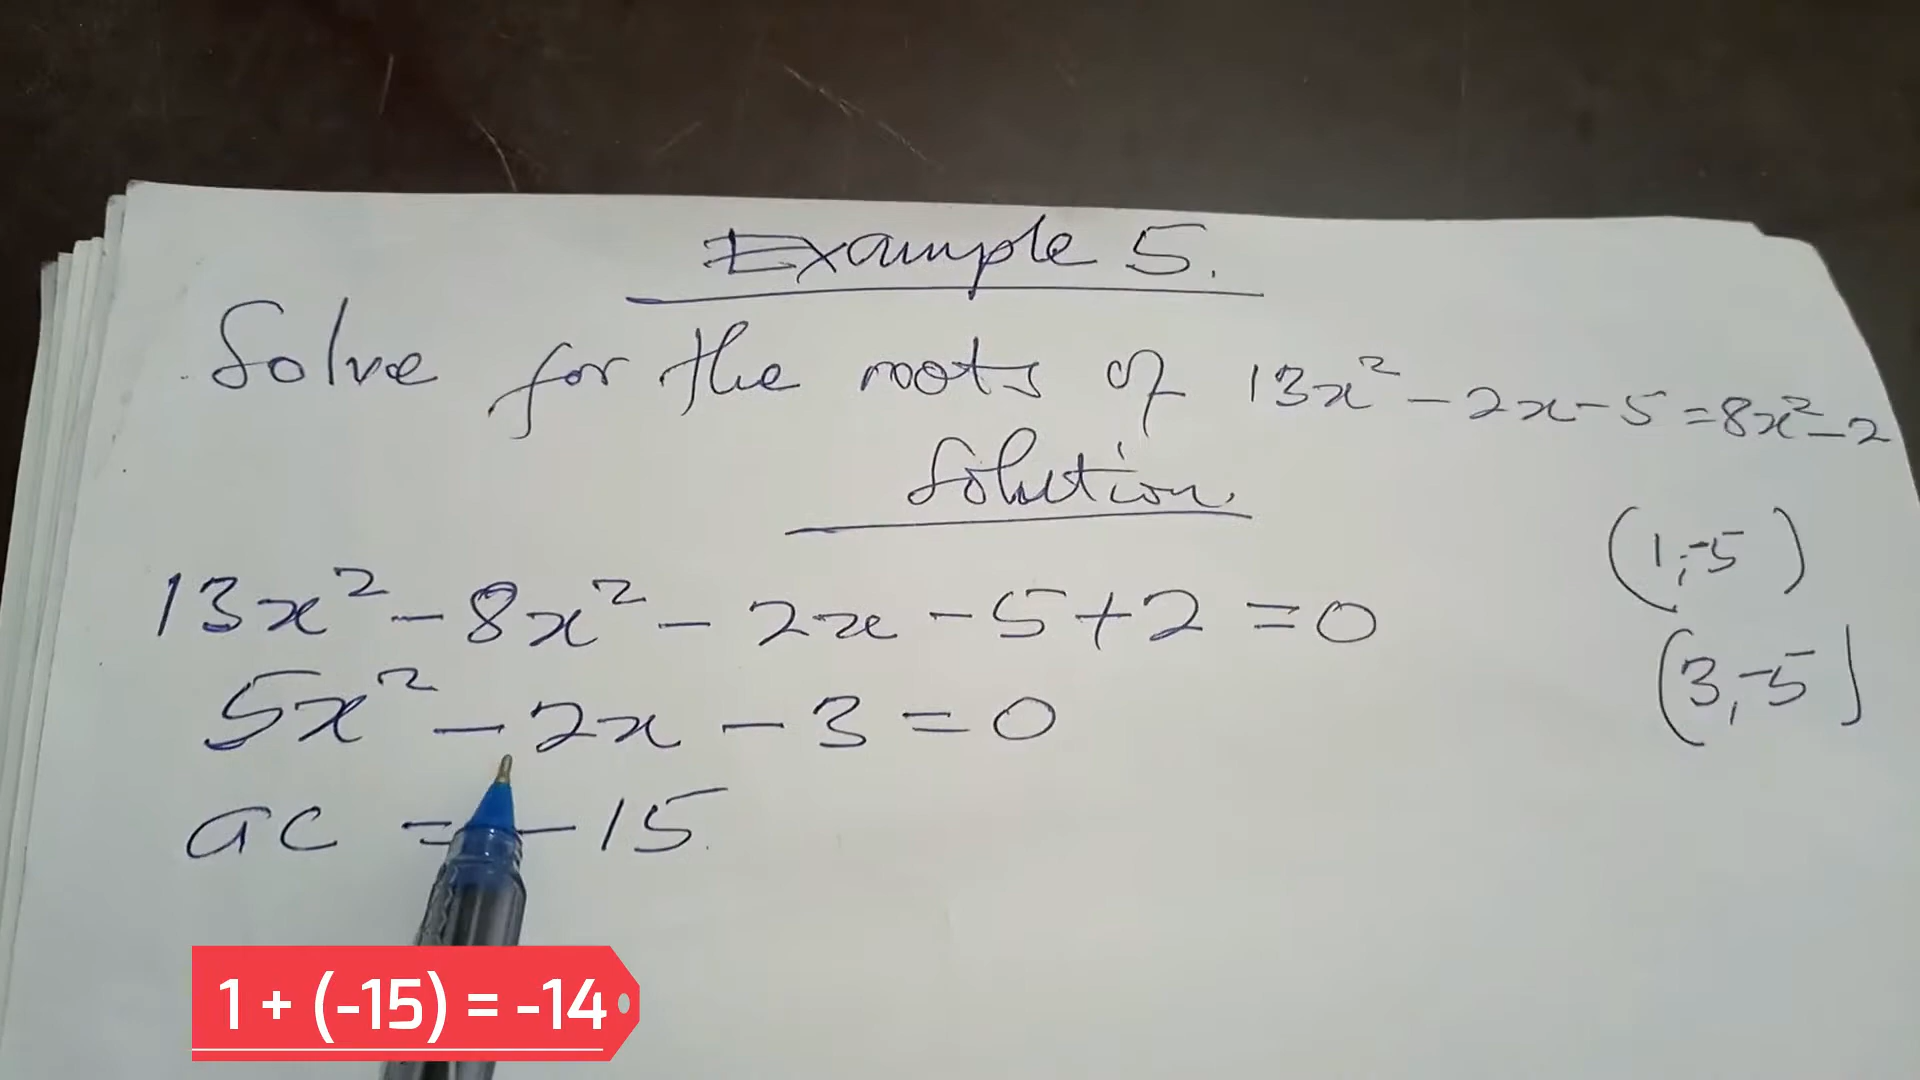 Example 5.
Solve for the roots of 13x² - 2x - 5 = 8x² - 2
Solution.
(1, -5)
13x² - 8x² - 2x - 5 + 2 = 0
(3, -5)
5x² - 2x - 3 = 0
ac = -15.
1 + (-15) = -14